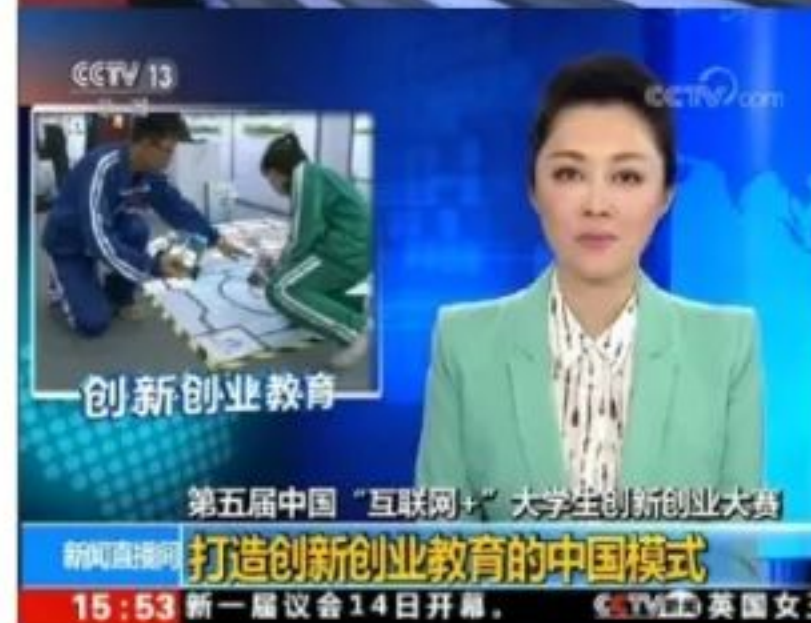 CCTV 13
CCTV.com
创新创业教育
第五届中国“互联网+”大学生创新创业大赛
新闻直播间 打造创新创业教育的中国模式
15:53 新一届议会14日开幕。 CCTV 英国女